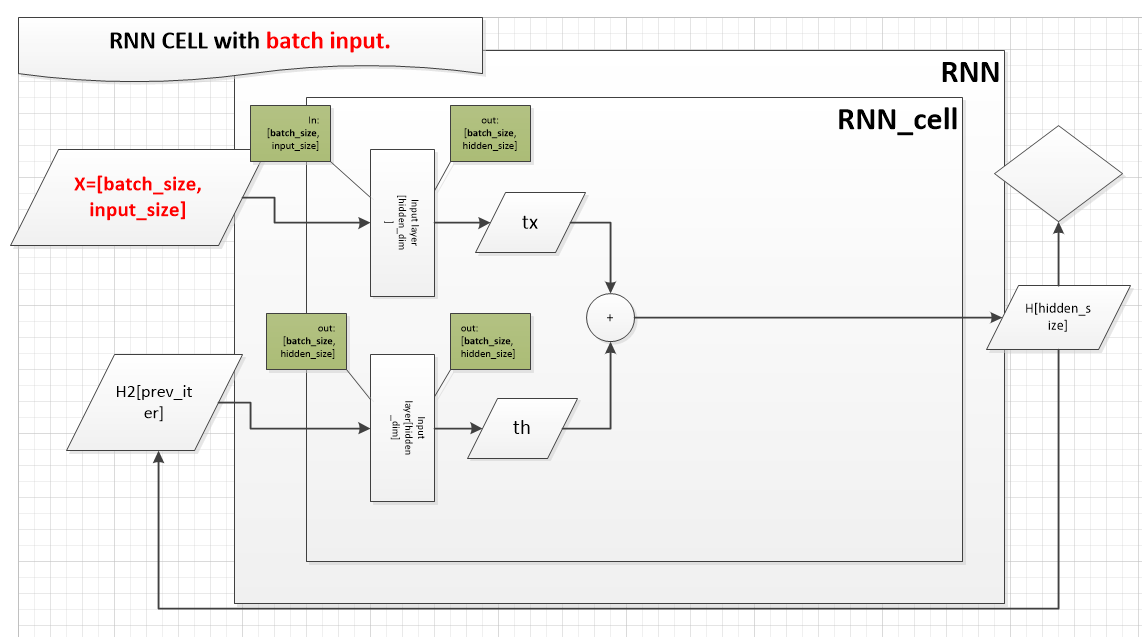 RNN CELL with batch input.
RNN
RNN_cell
In:
[batch_size,
input_size]
out:
[batch_size,
hidden_size]
X=[batch_size,
input_size]
Input layer
[hidden_dim
]
tx
+
H[hidden_s
ize]
out:
[batch_size,
hidden_size]
out:
[batch_size,
hidden_size]
H2[prev_it
er]
Input
layer[hidden
_dim]
th